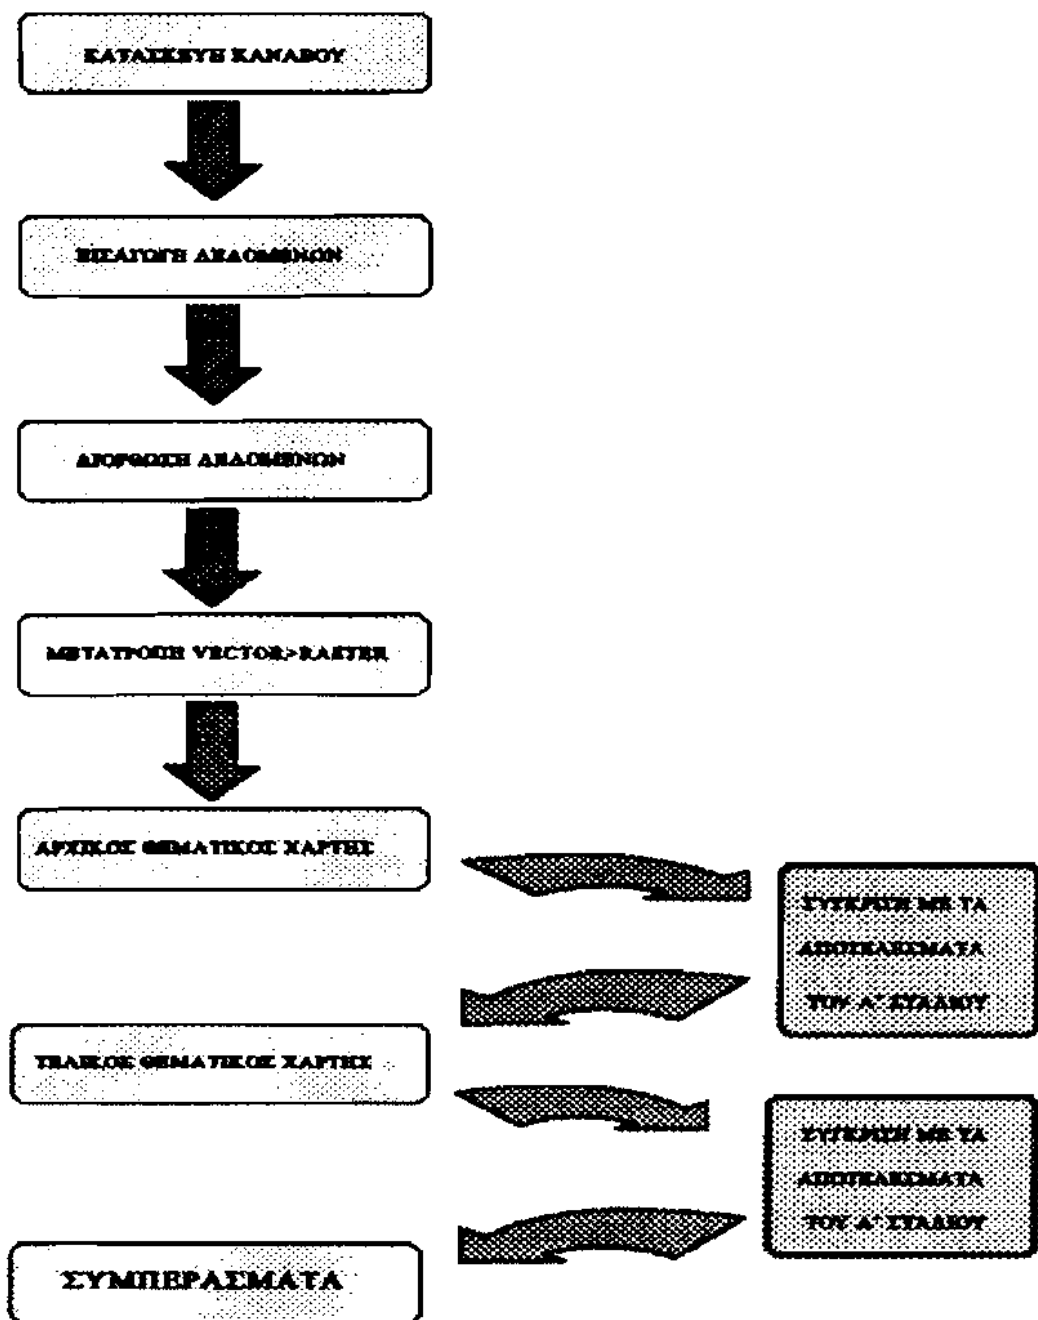 ΚΑΤΑΣΚΕΥΗ ΚΑΝΑΒΟΥ
ΕΙΣΑΓΩΓΗ ΔΕΔΟΜΕΝΩΝ
ΔΙΟΡΘΩΣΗ ΔΕΔΟΜΕΝΩΝ
ΜΕΤΑΤΡΟΠΗ VECTOR>RASTER
ΑΡΧΙΚΟΣ ΘΕΜΑΤΙΚΟΣ ΧΑΡΤΗΣ
ΣΥΓΚΡΙΣΗ ΜΕ ΤΑ
ΑΠΟΤΕΛΕΣΜΑΤΑ
ΤΟΥ Α' ΣΤΑΔΙΟΥ
ΤΕΛΙΚΟΣ ΘΕΜΑΤΙΚΟΣ ΧΑΡΤΗΣ
ΣΥΓΚΡΙΣΗ ΜΕ ΤΑ
ΑΠΟΤΕΛΕΣΜΑΤΑ
ΤΟΥ Α' ΣΤΑΔΙΟΥ
ΣΥΜΠΕΡΑΣΜΑΤΑ